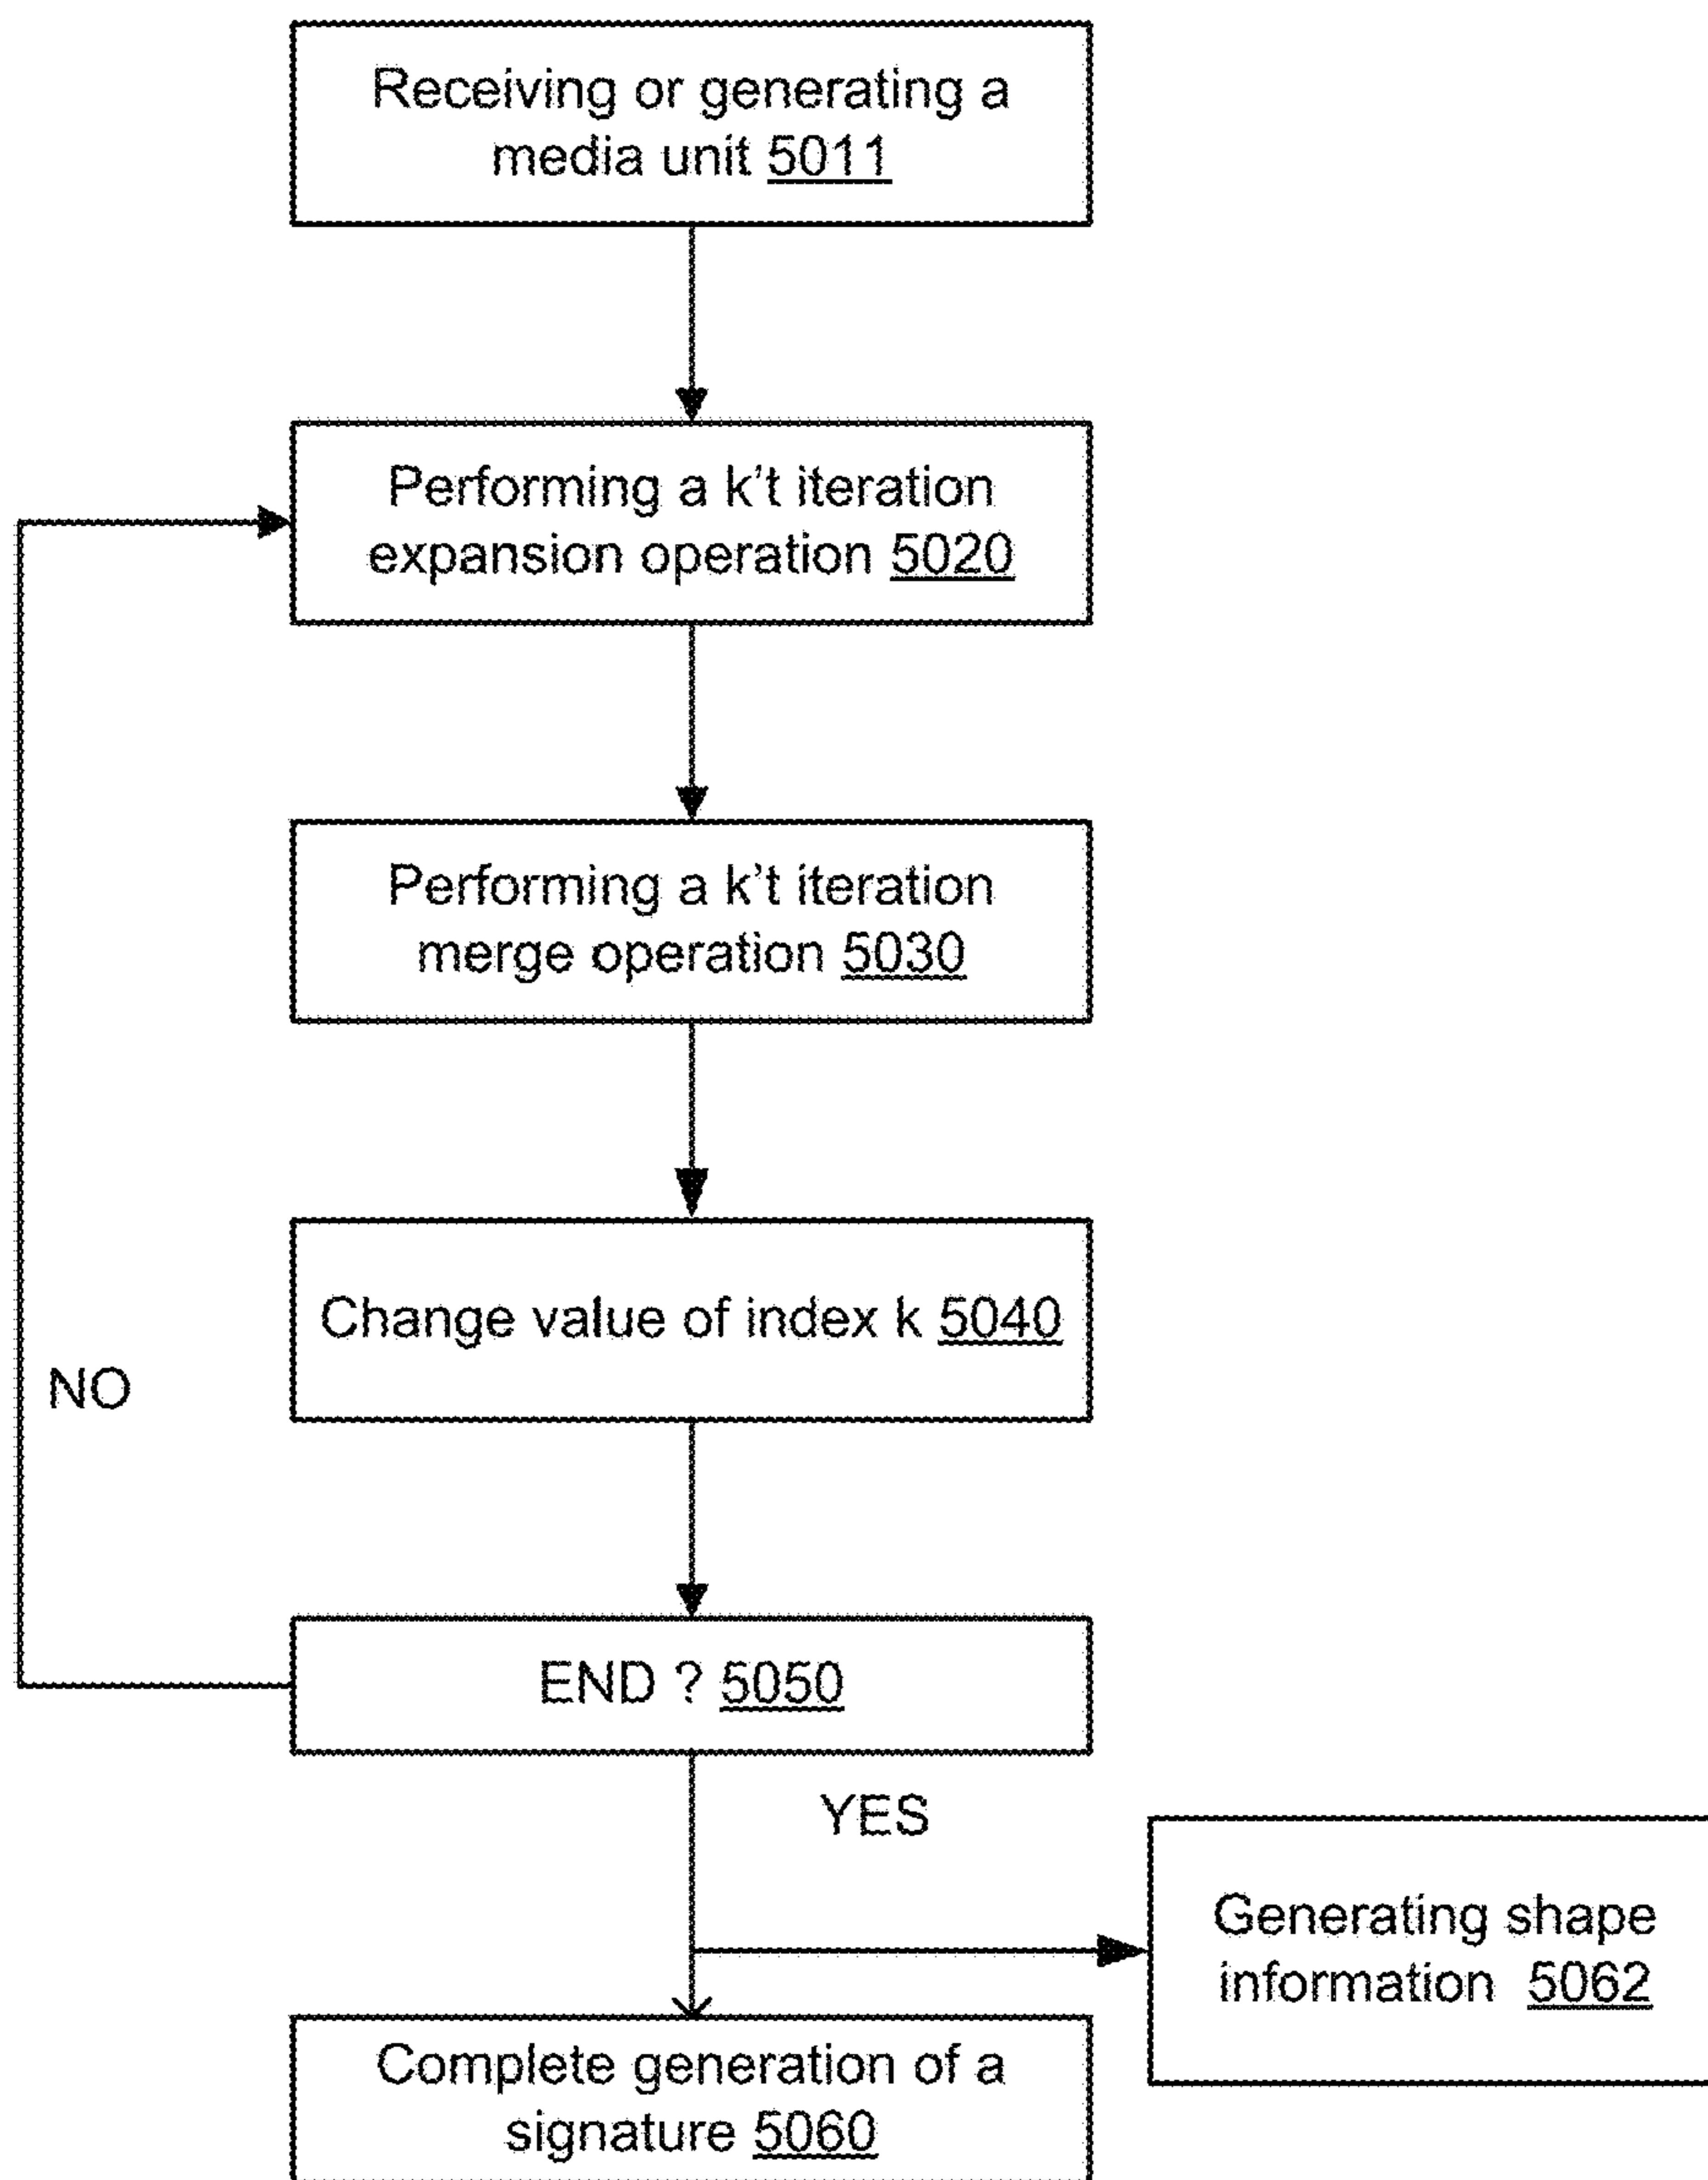 Receiving or generating a
media unit 5011
Performing a k't iteration
expansion operation 5020
Performing a k't iteration
merge operation 5030
Change value of index k 5040
NO
END ? 5050
YES
Generating shape
information 5062
Complete generation of a
signature 5060